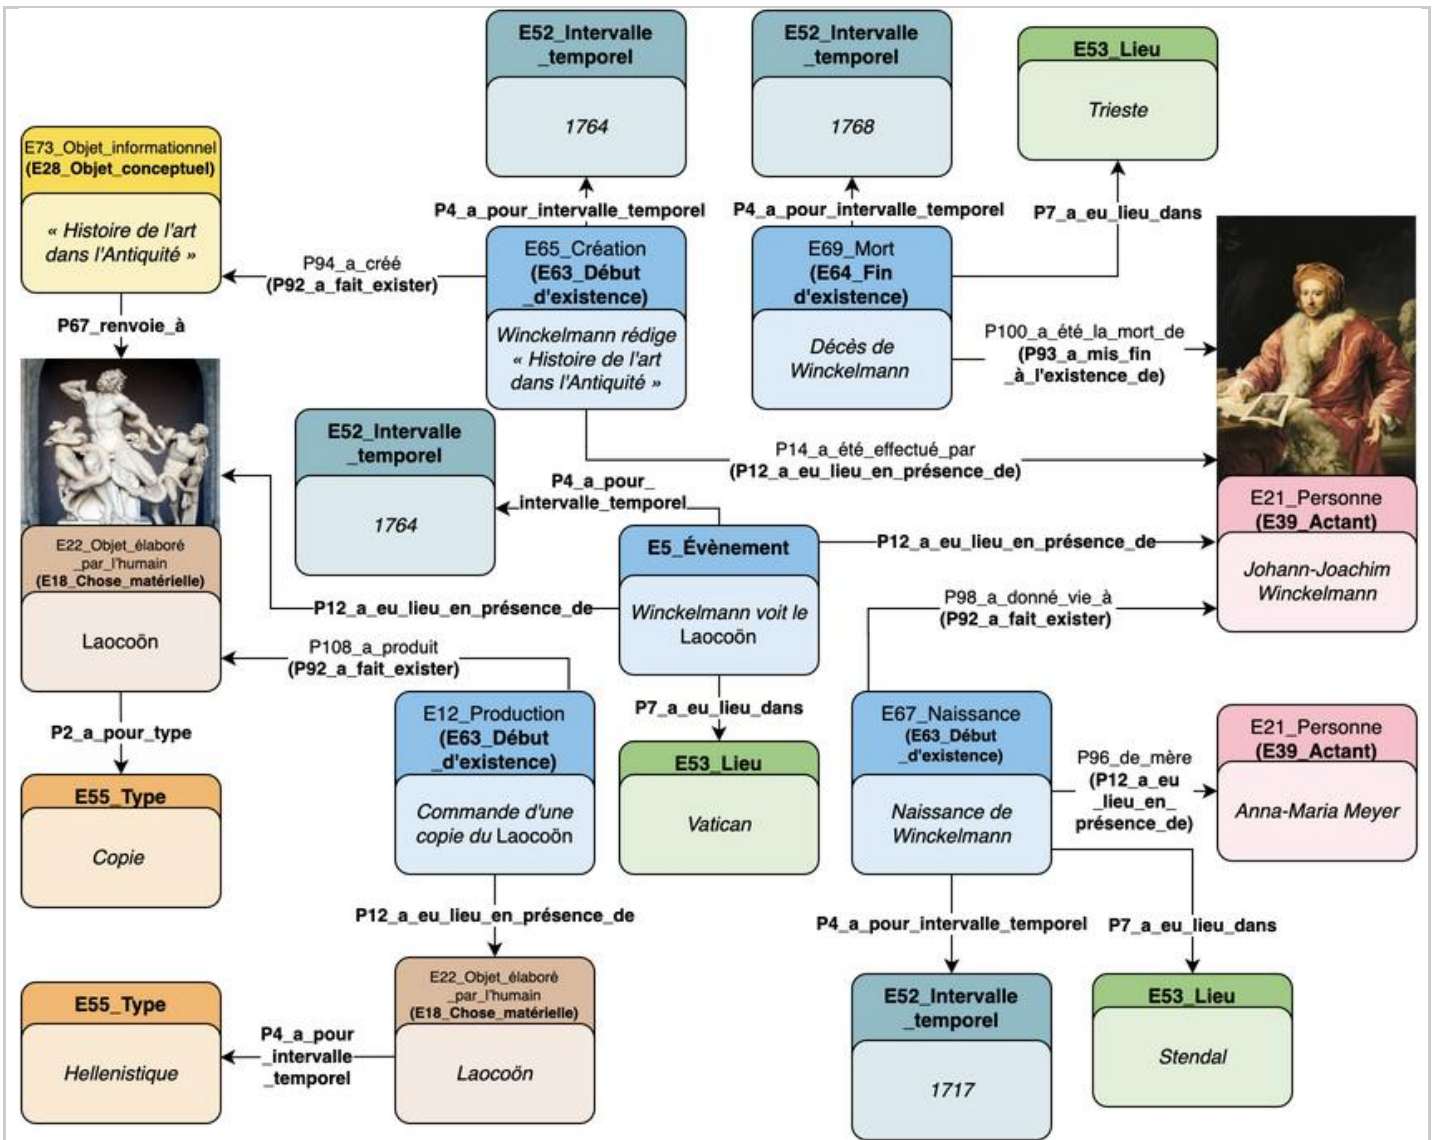 E52_Intervalle
_temporel
1764
E52_Intervalle
_temporel
1768
E53_Lieu
Trieste
E73_Objet_informationnel
(E28_Objet_conceptuel)
« Histoire de l'art
dans l'Antiquité »
P4_a_pour_intervalle_temporel
P4_a_pour_intervalle_temporel
P7_a_eu_lieu_dans
P94_a_créé
(P92_a_fait_exister)
E65_Création
(E63_Début
_d'existence)
Winckelmann rédige
« Histoire de l'art
dans l'Antiquité »
E69_Mort
(E64_Fin
d'existence)
Décès de
Winckelmann
P100_a_été_la_mort_de
(P93_a_mis_fin
_à_l'existence_de)
P67_renvoie_à
E52_Intervalle
_temporel
1764
P14_a_été_effectué_par
(P12_a_eu_lieu_en_présence_de)
P4_a_pour_
intervalle_temporel
E21_Personne
(E39_Actant)
Johann-Joachim
Winckelmann
E22_Objet_élaboré
_par_l'humain
(E18_Chose_matérielle)
Laocoön
E5_Évènement
Winckelmann voit le
Laocoön
P12_a_eu_lieu_en_présence_de
P12_a_eu_lieu_en_présence_de
P98_a_donné_vie_à
(P92_a_fait_exister)
P108_a_produit
(P92_a_fait_exister)
P2_a_pour_type
E12_Production
(E63_Début
_d'existence)
Commande d'une
copie du Laocoön
P7_a_eu_lieu_dans
E53_Lieu
Vatican
E67_Naissance
(E63_Début
_d'existence)
Naissance de
Winckelmann
P96_de_mère
(P12_a_eu
_lieu_en_
présence_de)
E21_Personne
(E39_Actant)
Anna-Maria Meyer
E55_Type
Copie
P12_a_eu_lieu_en_présence_de
P4_a_pour_intervalle_temporel
P7_a_eu_lieu_dans
E55_Type
Hellenistique
P4_a_pour
_intervalle
_temporel
E22_Objet_élaboré
_par_l'humain
(E18_Chose_matérielle)
Laocoön
E52_Intervalle
_temporel
1717
E53_Lieu
Stendal